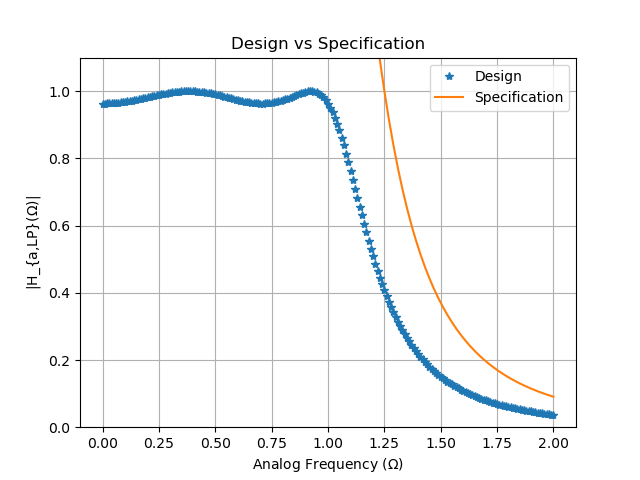 Design vs Specification
Design
Specification
|H_{a,LP}(Ω)|
1.0
0.8
0.6
0.4
0.2
0.0
0.00 0.25 0.50 0.75 1.00 1.25 1.50 1.75 2.00
Analog Frequency (Ω)